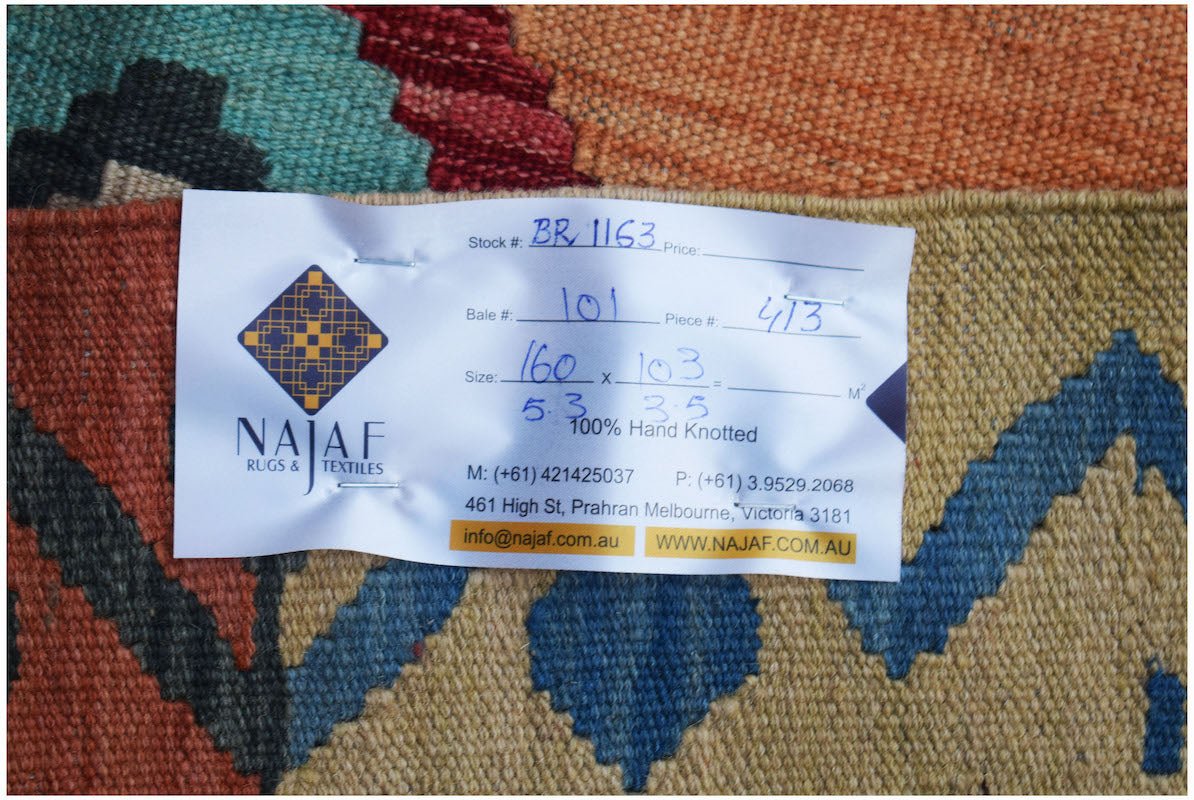 Stock #: BR 1163 Price:
Bale #: 101 Piece #: 413
Size: 160 x 103 = M²
5.3 3.5
100% Hand Knotted
NAJAF
RUGS & TEXTILES
M: (+61) 421425037 P: (+61) 3.9529.2068
461 High St, Prahran Melbourne, Victoria 3181
info@najaf.com.au WWW.NAJAF.COM.AU